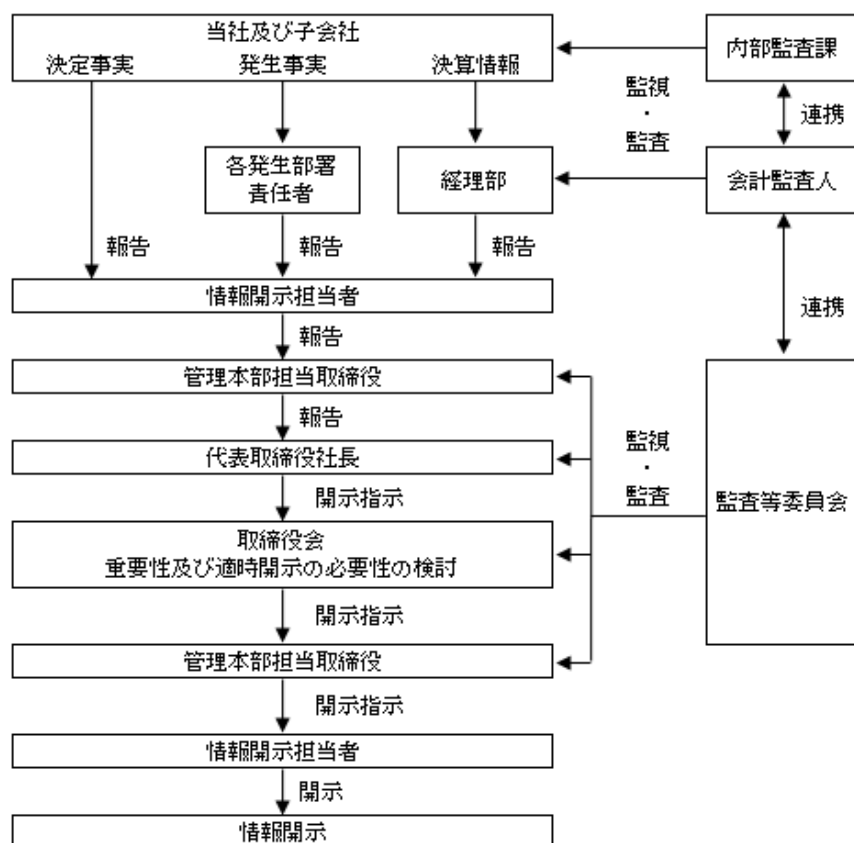 当社及び子会社
決定事実 発生事実 決算情報
内部監査課
監視
・
監査
連携
各発生部署
責任者
経理部
会計監査人
報告 報告 報告
連携
情報開示担当者
報告
管理本部担当取締役
報告
代表取締役社長
監視
・
監査
監査等委員会
開示指示
取締役会
重要性及び適時開示の必要性の検討
開示指示
管理本部担当取締役
開示指示
情報開示担当者
開示
情報開示